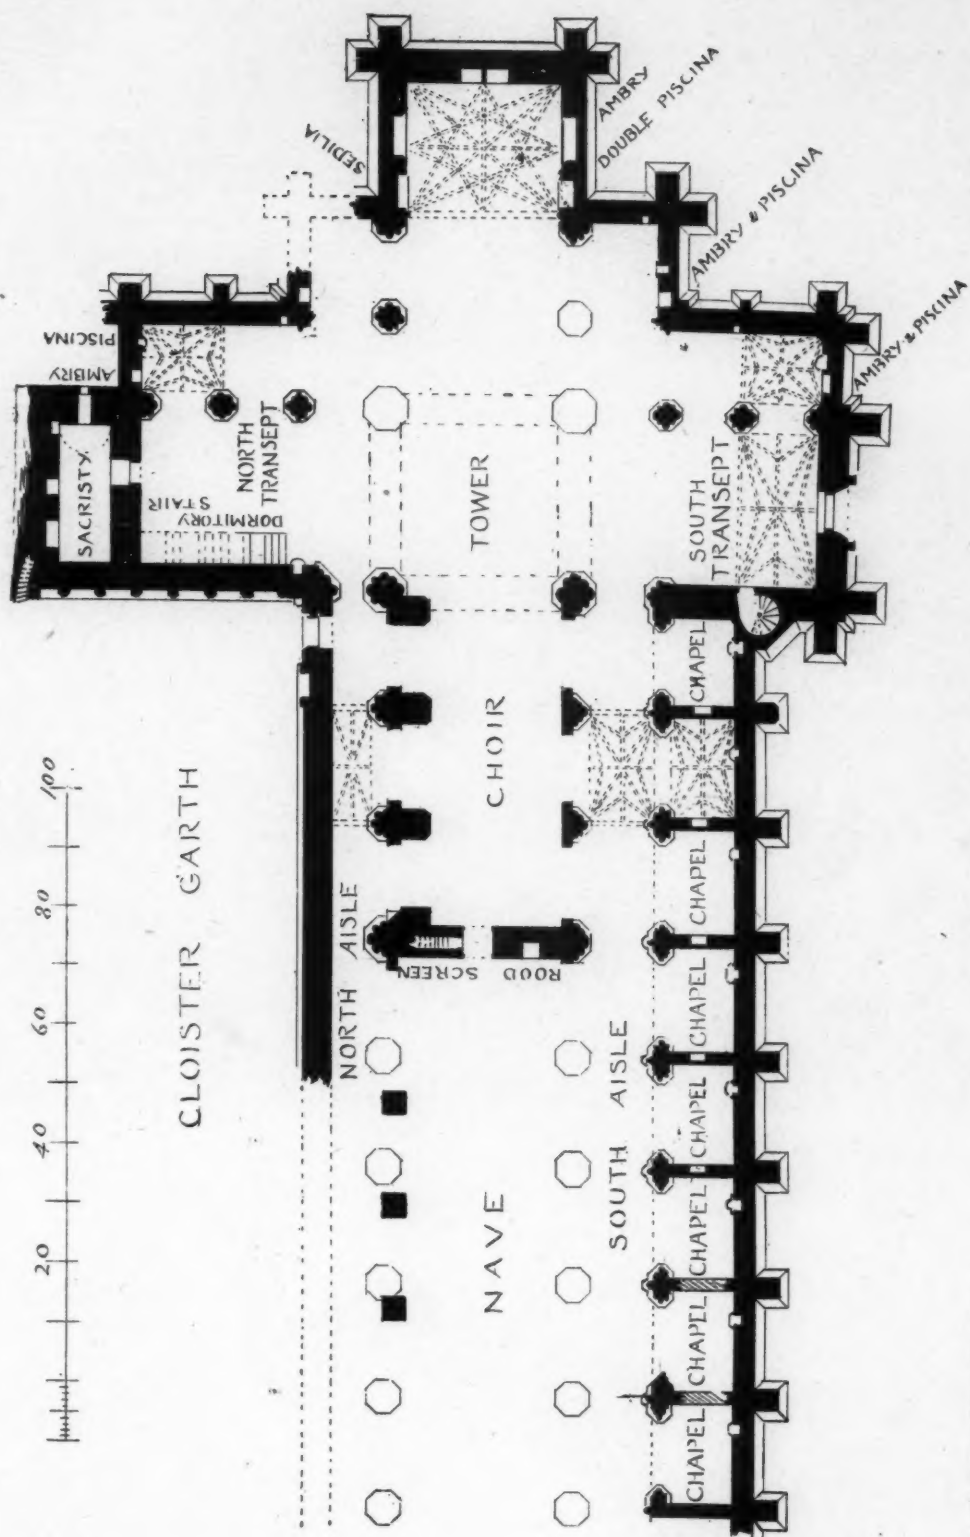 SEDILIA
AMBRY
DOUBLE PISCINA
AMBRY & PISCINA
AMBRY & PISCINA
PISCINA
AMBRY
SACRISTY
NORTH
TRANSEPT
DORMITORY
STAIR
TOWER
SOUTH
TRANSEPT
CHOIR
CHAPEL
CHAPEL
CHAPEL
CHAPEL
CHAPEL
CHAPEL
CHAPEL
CLOISTER GARTH
NORTH AISLE
ROOD
SCREEN
SOUTH AISLE
NAVE
100
80
60
40
20